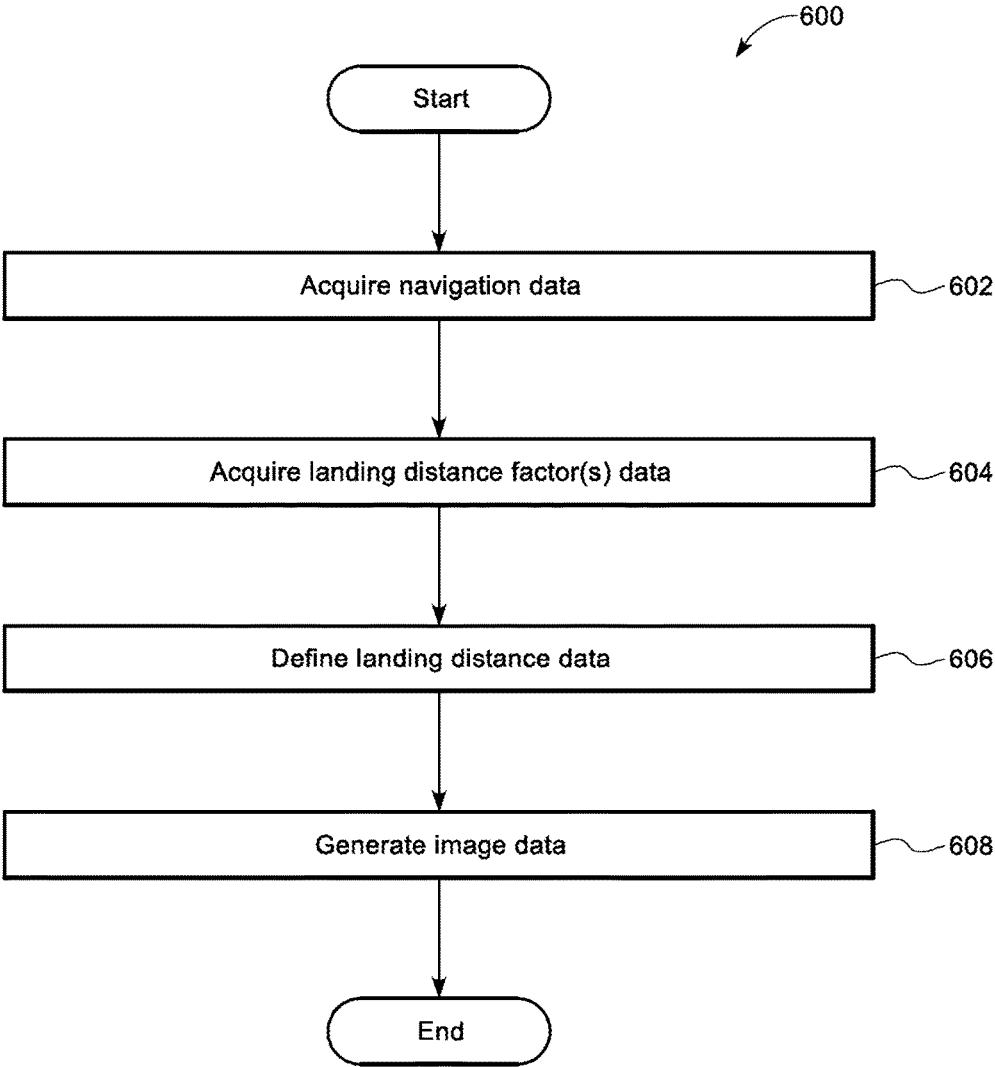 600
Start
Acquire navigation data
602
Acquire landing distance factor(s) data
604
Define landing distance data
606
Generate image data
608
End